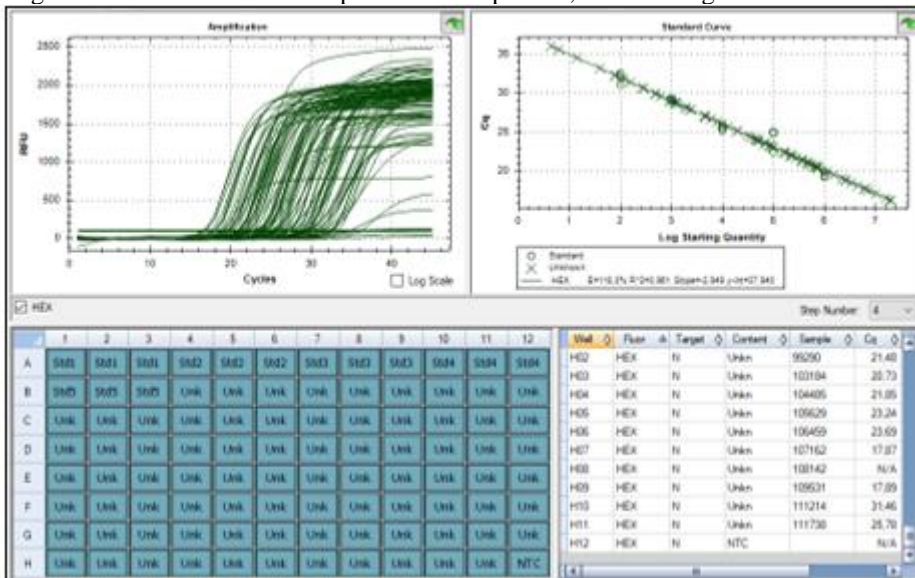 Amplification
2500
2000
1500
1000
500
0
RFU
0 10 20 30 40
Cycles
Log Scale
Standard Curve
35
30
25
20
Cq
0 1 2 3 4 5 6 7
Log Starting Quantity
Standard
Unknown
HEX
HEX
Step Number: 4
1 2 3 4 5 6 7 8 9 10 11 12
A Std1 Std1 Std1 Std2 Std2 Std2 Std3 Std3 Std3 Std4 Std4 Std4
B Std5 Std5 Std5 Unk Unk Unk Unk Unk Unk Unk Unk Unk
C Unk Unk Unk Unk Unk Unk Unk Unk Unk Unk Unk Unk
D Unk Unk Unk Unk Unk Unk Unk Unk Unk Unk Unk Unk
E Unk Unk Unk Unk Unk Unk Unk Unk Unk Unk Unk Unk
F Unk Unk Unk Unk Unk Unk Unk Unk Unk Unk Unk Unk
G Unk Unk Unk Unk Unk Unk Unk Unk Unk Unk Unk Unk
H Unk Unk Unk Unk Unk Unk Unk Unk Unk Unk Unk NTC
Well Fluor Target Content Sample Cq
H02 HEX N Unkn 99290 21,48
H03 HEX N Unkn 103184 20,73
H04 HEX N Unkn 104485 21,85
H05 HEX N Unkn 105629 23,24
H06 HEX N Unkn 106459 23,69
H07 HEX N Unkn 107162 17,87
H08 HEX N Unkn 108142 N/A
H09 HEX N Unkn 109531 17,89
H10 HEX N Unkn 111214 31,46
H11 HEX N Unkn 111738 25,78
H12 HEX N NTC N/A